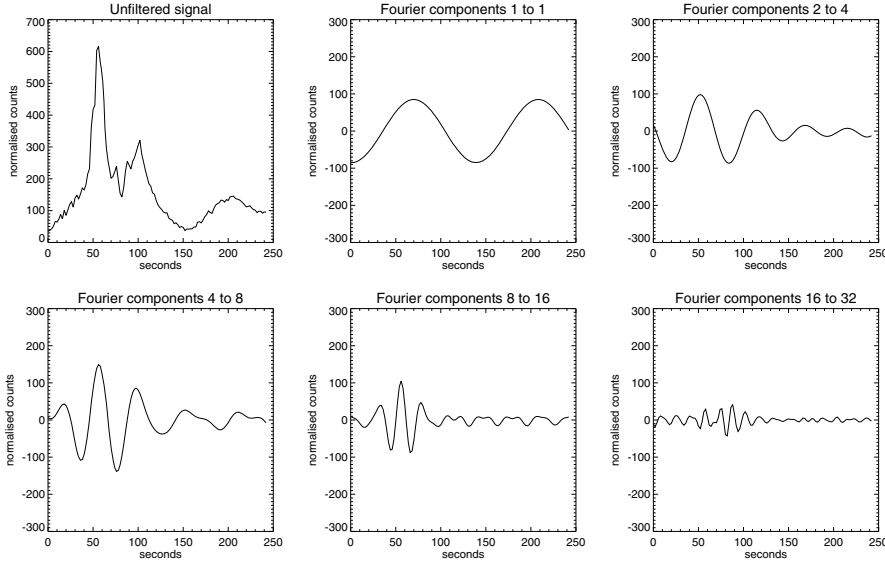 Unfiltered signal
normalised counts
700
600
500
400
300
200
100
0
0 50 100 150 200 250
seconds
Fourier components 1 to 1
normalised counts
300
200
100
0
-100
-200
-300
0 50 100 150 200 250
seconds
Fourier components 2 to 4
normalised counts
300
200
100
0
-100
-200
-300
0 50 100 150 200 250
seconds
Fourier components 4 to 8
normalised counts
300
200
100
0
-100
-200
-300
0 50 100 150 200 250
seconds
Fourier components 8 to 16
normalised counts
300
200
100
0
-100
-200
-300
0 50 100 150 200 250
seconds
Fourier components 16 to 32
normalised counts
300
200
100
0
-100
-200
-300
0 50 100 150 200 250
seconds